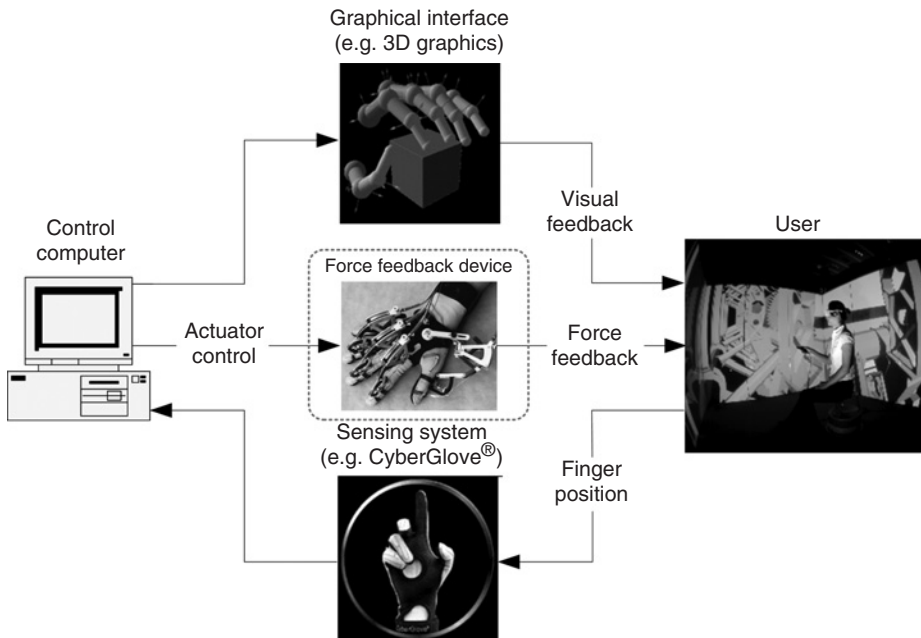 Graphical interface
(e.g. 3D graphics)
Control
computer
Visual
feedback
User
Force feedback device
Actuator
control
Force
feedback
Sensing system
(e.g. CyberGlove®)
Finger
position
CyberGlove